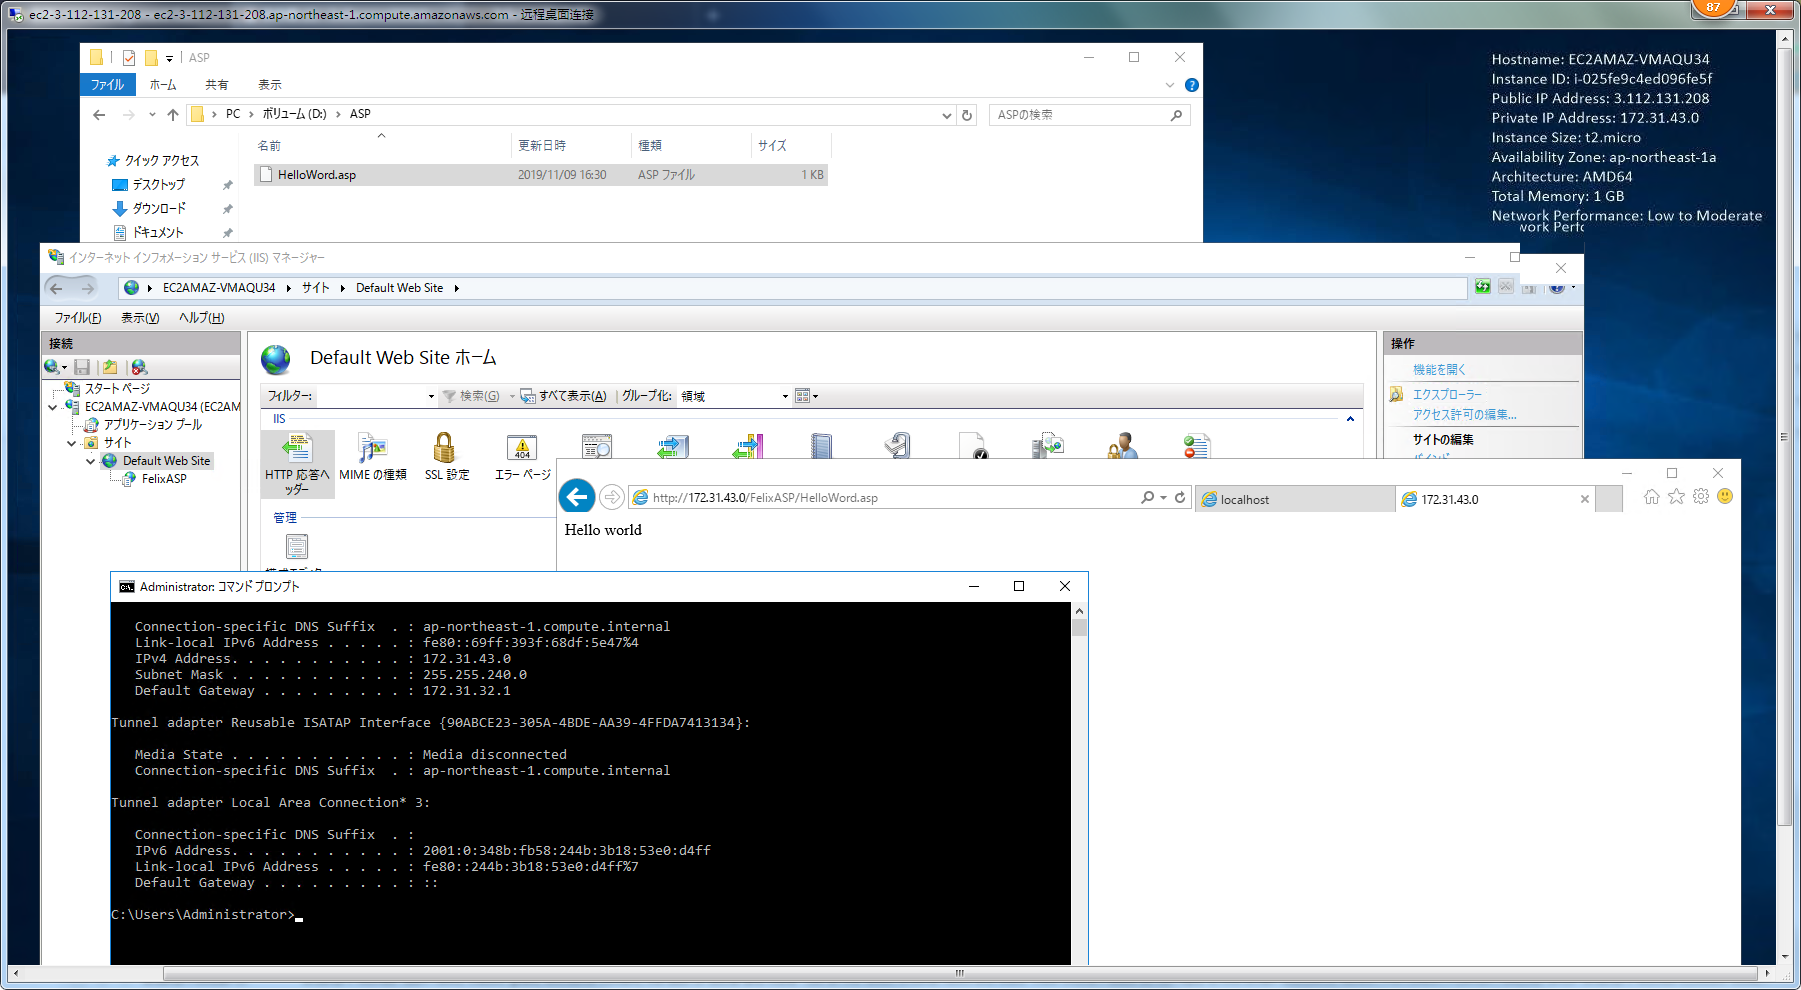 ec2-3-112-131-208 - ec2-3-112-131-208.ap-northeast-1.compute.amazonaws.com - 远程桌面连接
87
ASP
ファイル ホーム 共有 表示
PC ボリューム (D:) ASP
ASPの検索
名前 更新日時 種類 サイズ
クイック アクセス
HelloWord.asp 2019/11/09 16:30 ASP ファイル 1 KB
デスクトップ
ダウンロード
ドキュメント
Hostname: EC2AMAZ-VMAQU34
Instance ID: i-025fe9c4ed096fe5f
Public IP Address: 3.112.131.208
Private IP Address: 172.31.43.0
Instance Size: t2.micro
Availability Zone: ap-northeast-1a
Architecture: AMD64
Total Memory: 1 GB
Network Performance: Low to Moderate
work Perfo
インターネット インフォメーション サービス (IIS) マネージャー
EC2AMAZ-VMAQU34 サイト Default Web Site
ファイル(F) 表示(V) ヘルプ(H)
接続
スタート ページ
EC2AMAZ-VMAQU34 (EC2AM
アプリケーション プール
サイト
Default Web Site
FelixASP
Default Web Site ホーム
フィルター: 検索(G) すべて表示(A) グループ化: 領域
IIS
404
HTTP 応答ヘ
ッダー
MIME の種類 SSL 設定 エラー ページ
管理
操作
機能を開く
エクスプローラー
アクセス許可の編集...
サイトの編集
バインド
http://172.31.43.0/FelixASP/HelloWord.asp
localhost
172.31.43.0
Hello world
Administrator: コマンド プロンプト
Connection-specific DNS Suffix . : ap-northeast-1.compute.internal
Link-local IPv6 Address . . . . . : fe80::69ff:393f:68df:5e47%4
IPv4 Address. . . . . . . . . . . : 172.31.43.0
Subnet Mask . . . . . . . . . . . : 255.255.240.0
Default Gateway . . . . . . . . . : 172.31.32.1
Tunnel adapter Reusable ISATAP Interface {90ABCE23-305A-4BDE-AA39-4FFDA7413134}:
Media State . . . . . . . . . . . : Media disconnected
Connection-specific DNS Suffix . : ap-northeast-1.compute.internal
Tunnel adapter Local Area Connection* 3:
Connection-specific DNS Suffix . :
IPv6 Address. . . . . . . . . . . : 2001:0:348b:fb58:244b:3b18:53e0:d4ff
Link-local IPv6 Address . . . . . : fe80::244b:3b18:53e0:d4ff%7
Default Gateway . . . . . . . . . : ::
C:\Users\Administrator>